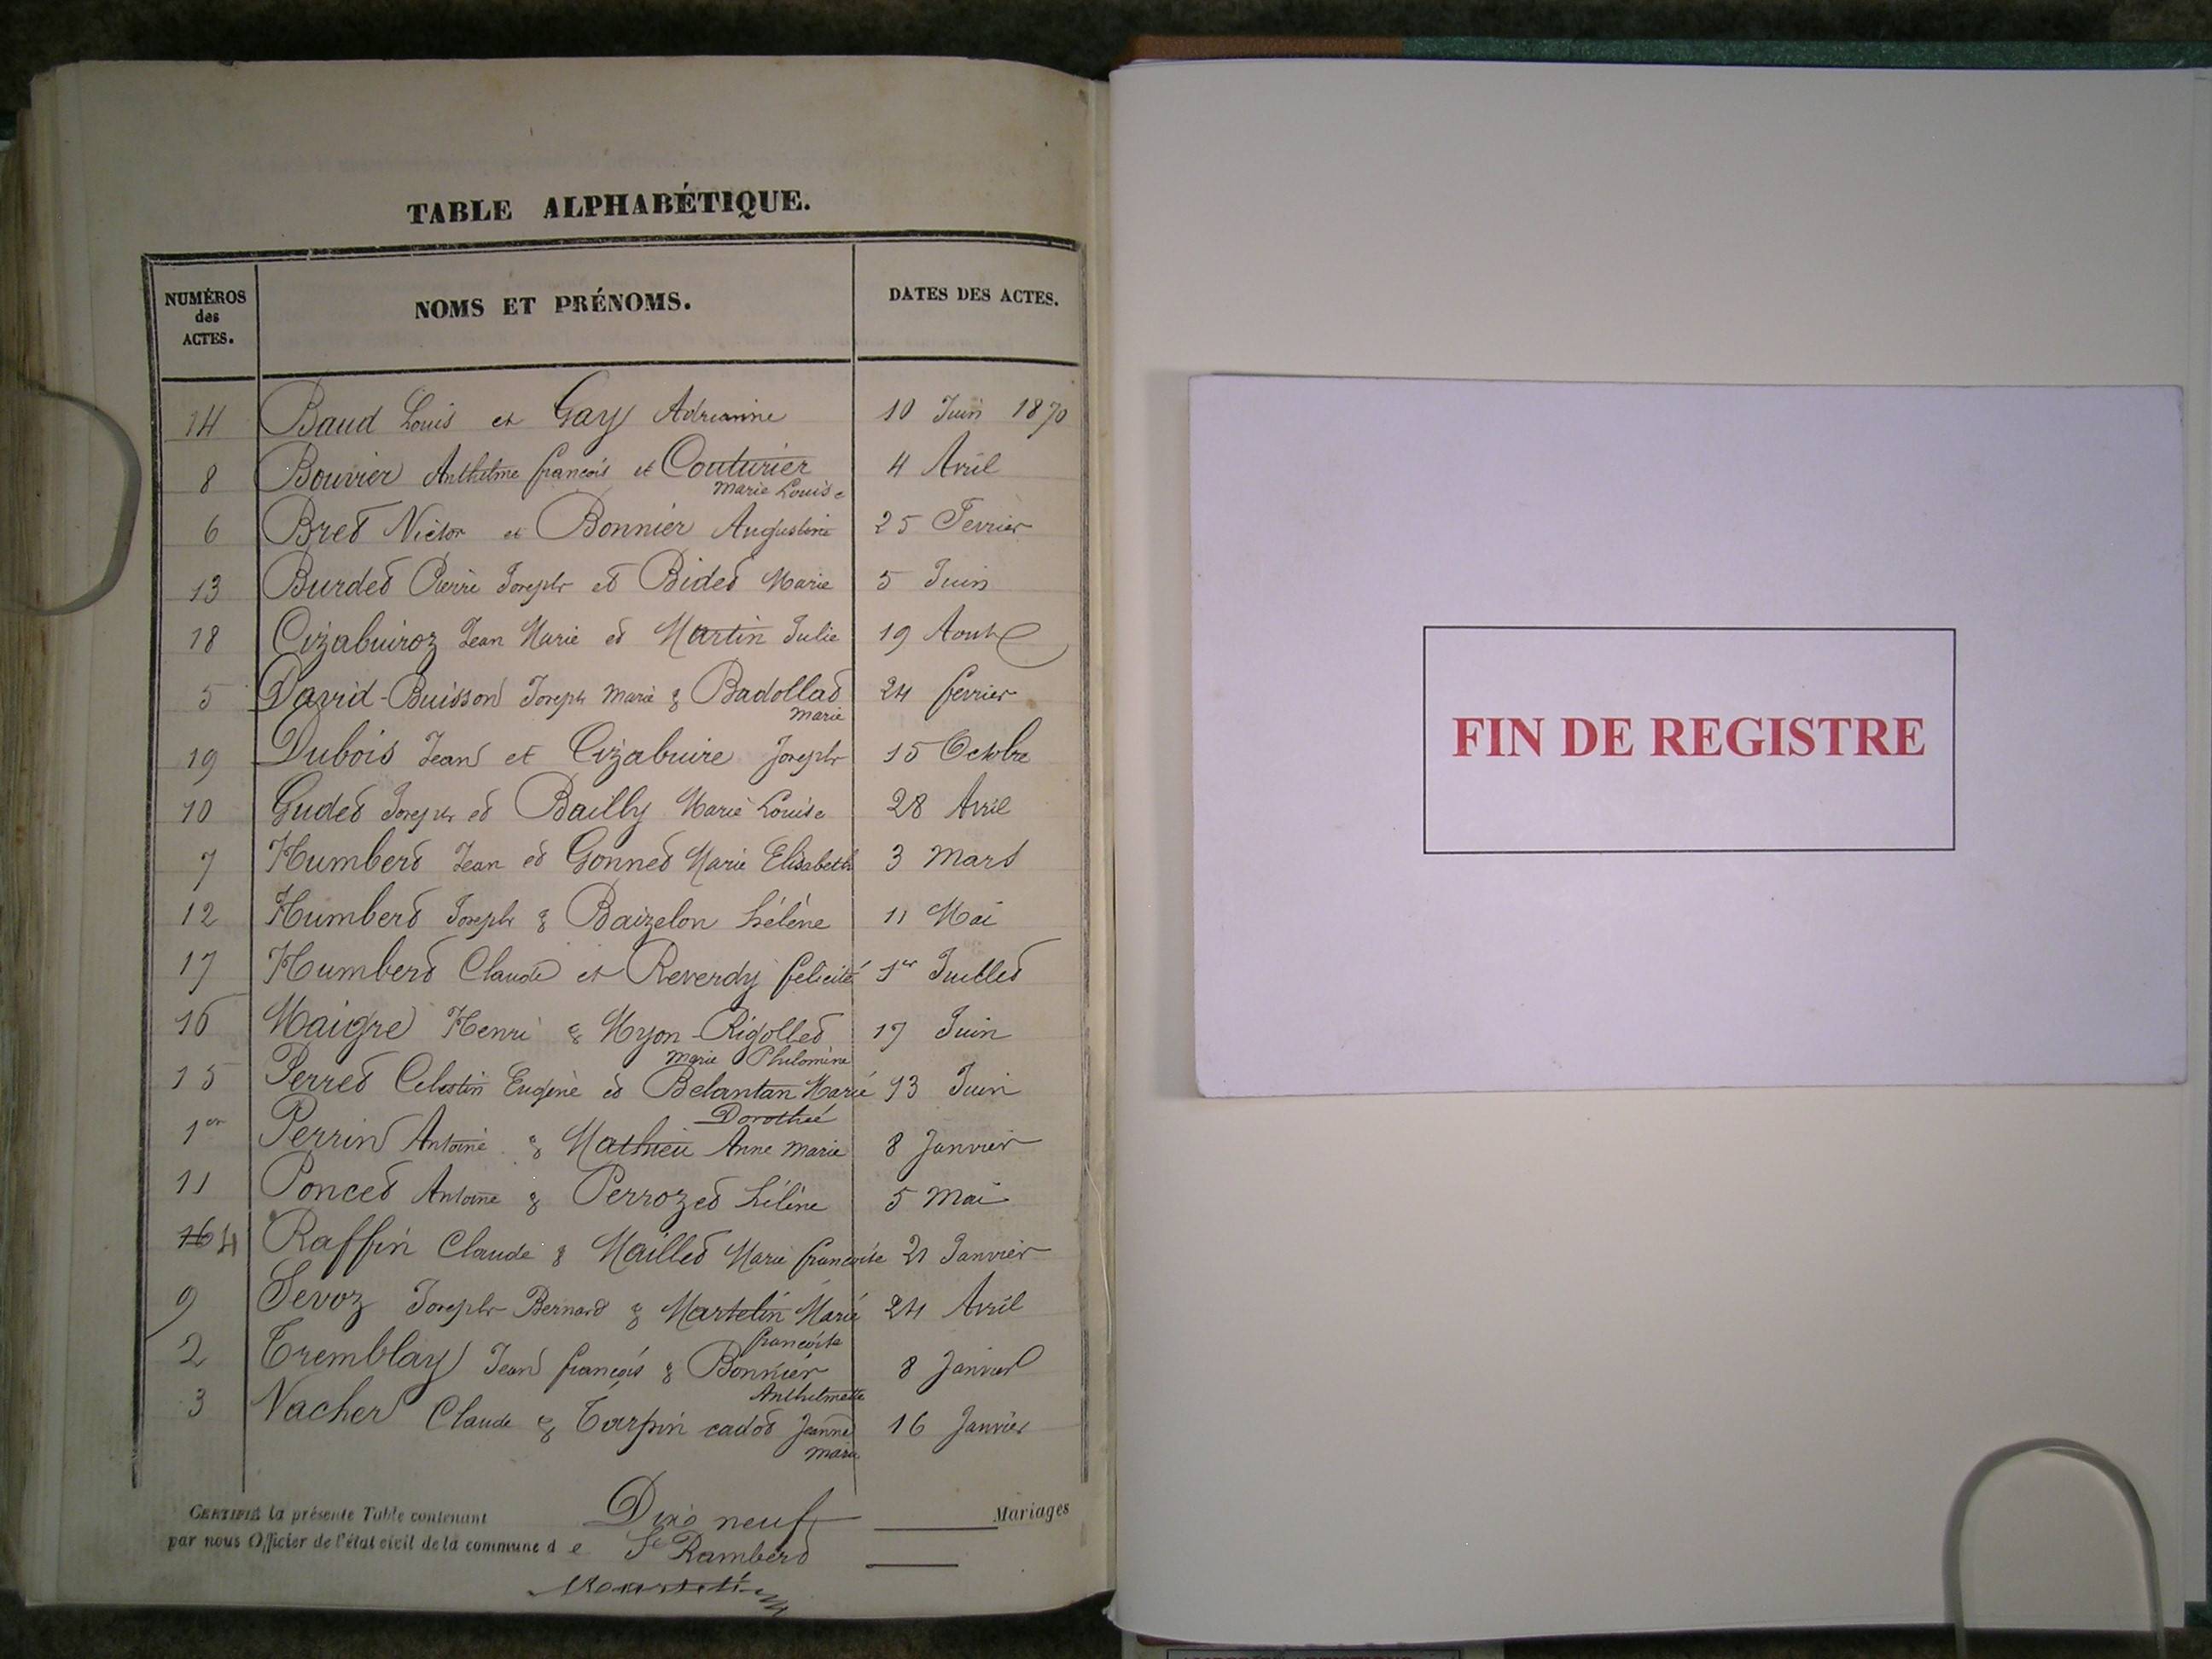 TABLE ALPHABÉTIQUE.
NUMÉROS des ACTES.
NOMS ET PRÉNOMS.
DATES DES ACTES.
14 Baud Louis et Gay Adrianine 10 Juin 1870
8 Bouvier Anthelme françois et Couturier Marie Louise 4 Avril
6 Bret Victor et Bonnier Augustine 25 Fevrier
13 Burdet Pierre Joseph et Bidet Marie 5 Juin
18 Cizabuiroz Jean Marie et Martin Julie 19 Aout
5 David-Buisson Joseph Marie & Badollat Marie 24 fevrier
19 Dubois Jean et Cizabuire Joseph 15 Octobre
10 Gudet Joseph et Bailly Marie Louise 28 Avril
7 Humbert Jean et Gonnet Marie Elisabeth 3 Mars
12 Humbert Joseph & Baizelon hélène 11 Mai
17 Humbert Claude et Reverdy felicité 1er Juillet
16 Maigre Henri & Myon-Rigollet Marie Philomène 17 Juin
15 Perret Celestin Eugène et Belantan Marie Dorothée 13 Juin
1er Perrin Antoine & Mathieu Anne Marie 8 Janvier
11 Poncet Antoine & Perrozet hélène 5 Mai
16 4 Raffin Claude & Maillet Marie françoise 21 Janvier
9 Sevoz Joseph-Bernard & Martelin Marie françoise 24 Avril
2 Tremblay Jean françois & Bonnier Anthelmette 8 Janvier
3 Vacher Claude & Tarpin cadot Jeanne Marie 16 Janvier
CERTIFIÉ la présente Table contenant Dix neuf Mariages
par nous Officier de l'état civil de la commune d e St Rambert
Martelin
FIN DE REGISTRE